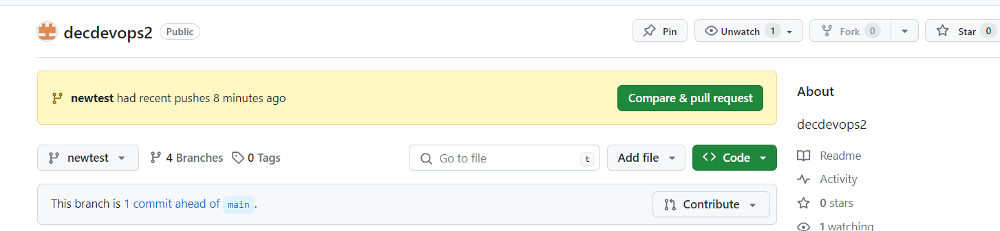 decdevops2 Public Pin Unwatch 1 Fork 0 Star 0
newtest had recent pushes 8 minutes ago Compare & pull request
newtest 4 Branches 0 Tags Go to file t Add file Code
This branch is 1 commit ahead of main . Contribute
About
decdevops2
Readme
Activity
0 stars
1 watching